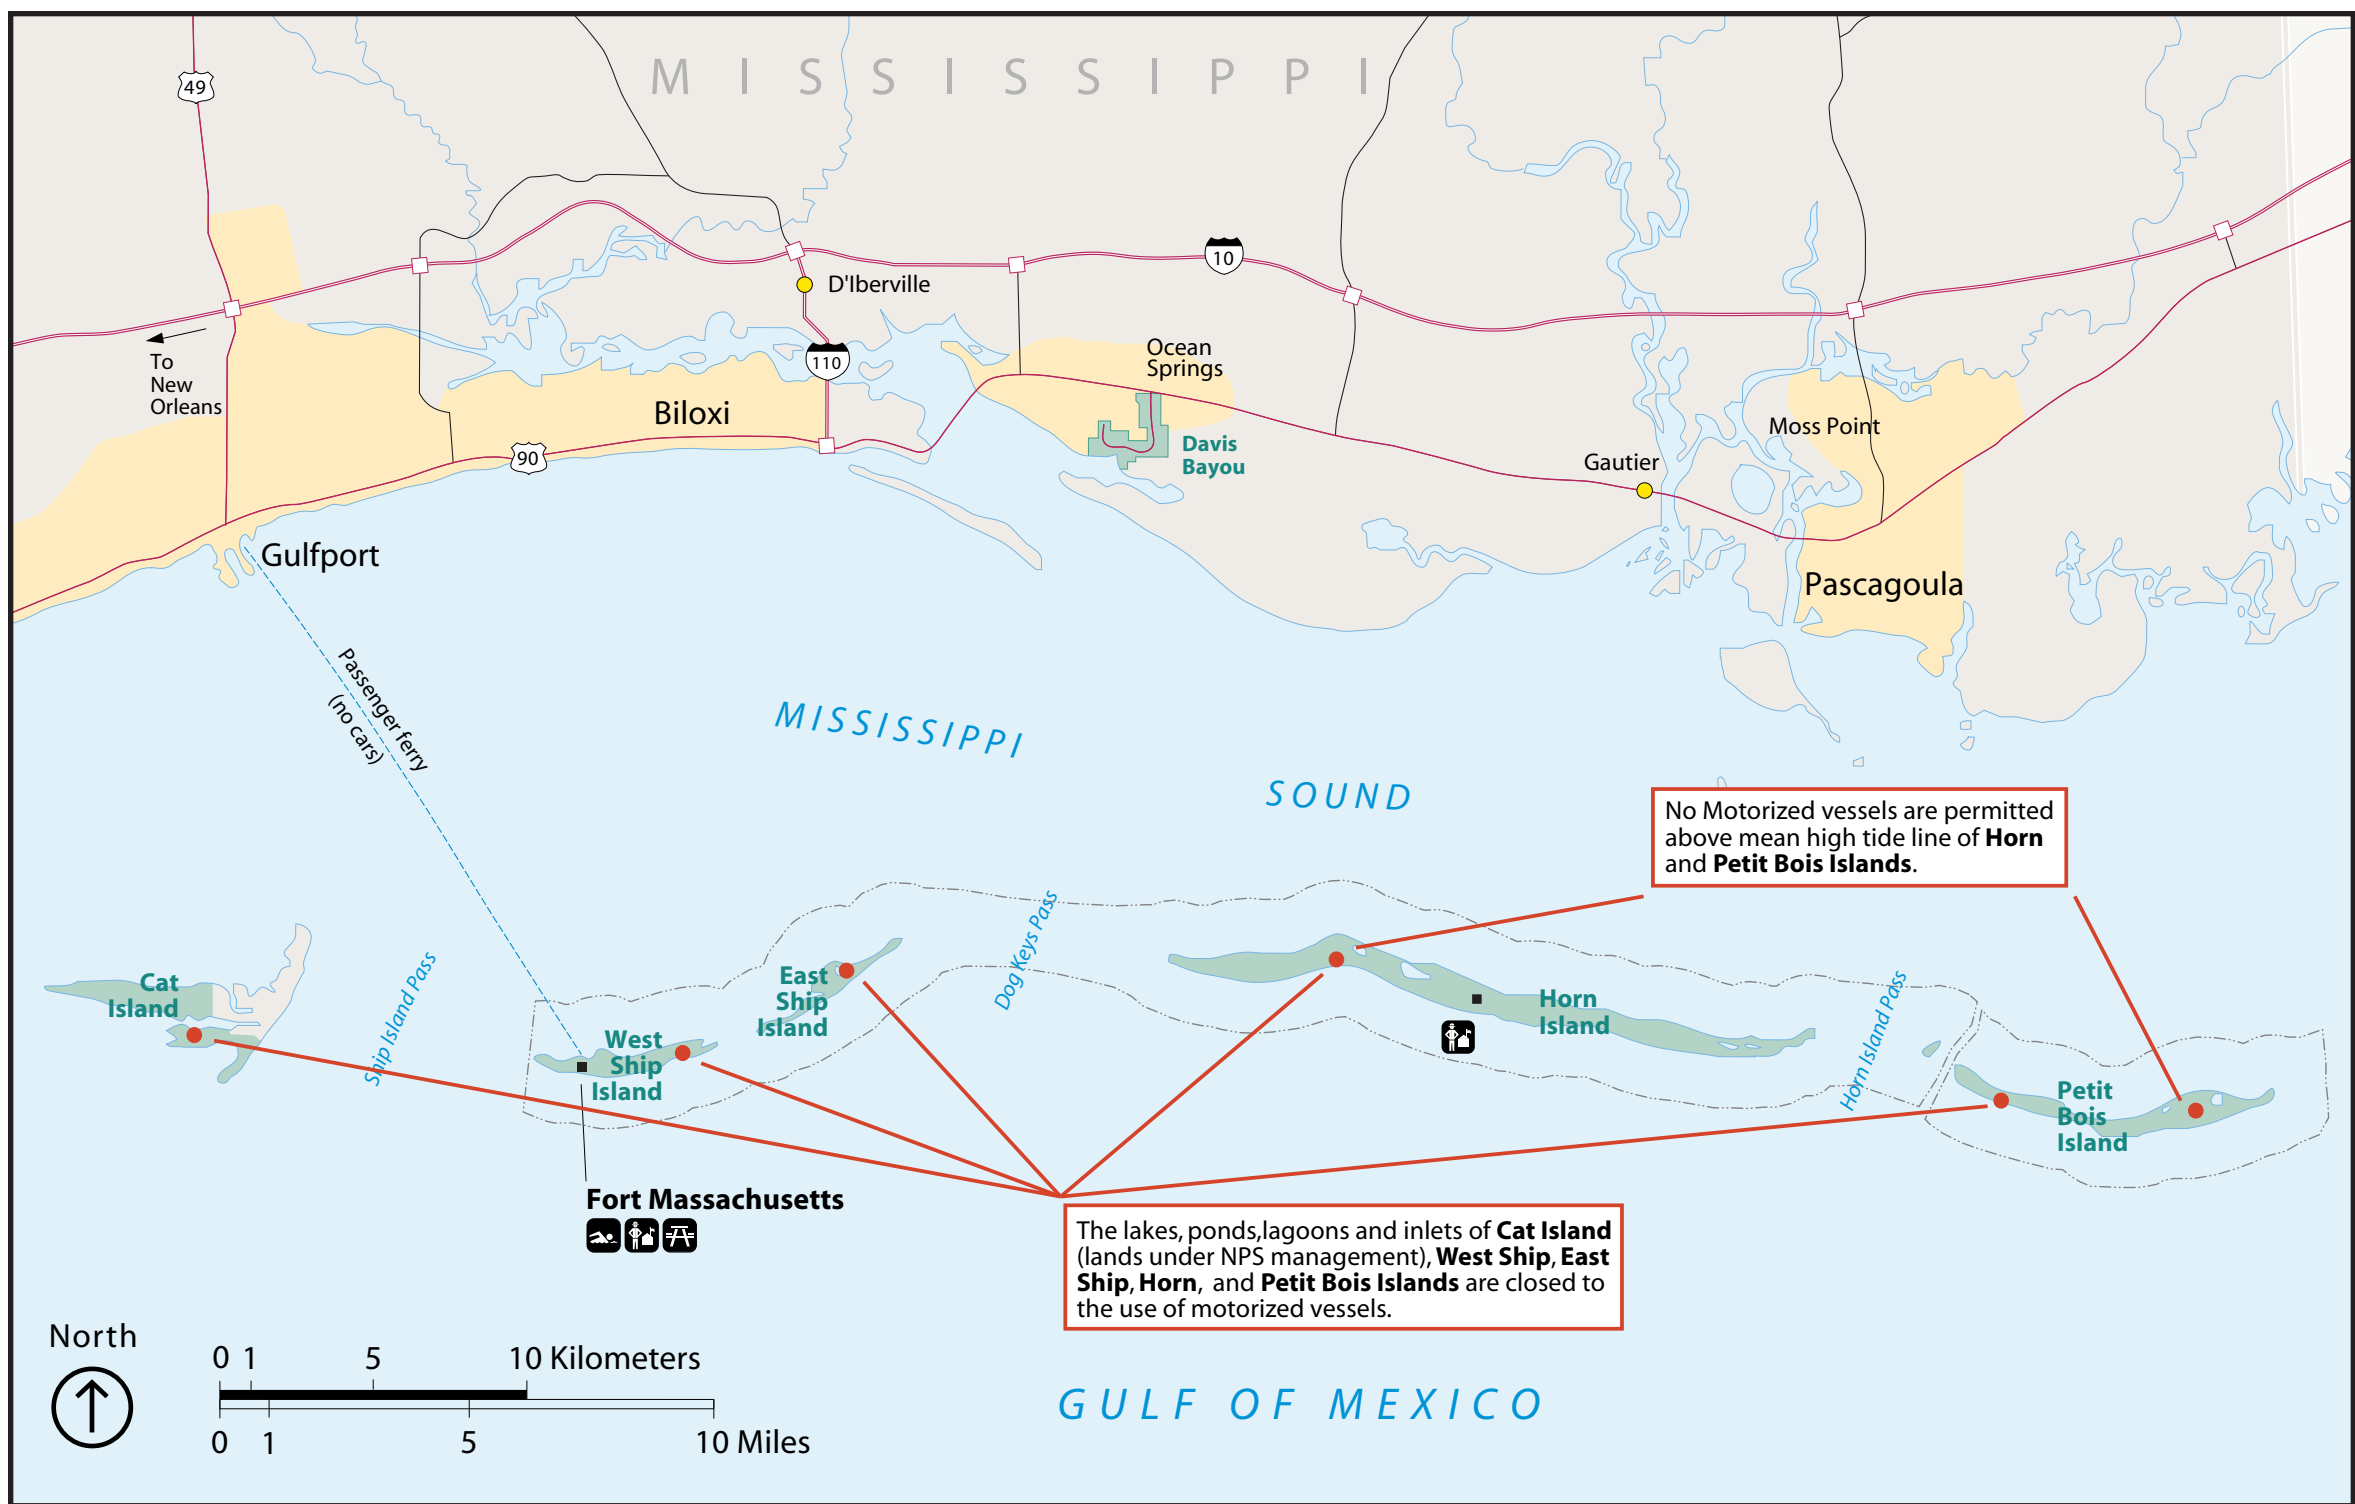 MISSISSIPPI
49
10
D'Iberville
110
To
New
Orleans
Ocean
Springs
Biloxi
Davis
Bayou
90
Moss Point
Gautier
Gulfport
Pascagoula
Passenger ferry
(no cars)
MISSISSIPPI
SOUND
No Motorized vessels are permitted
above mean high tide line of Horn
and Petit Bois Islands.
Cat
Island
Ship Island Pass
East
Ship
Island
Dog Keys Pass
West
Ship
Island
Horn
Island
Horn Island Pass
Petit
Bois
Island
Fort Massachusetts
The lakes, ponds,lagoons and inlets of Cat Island
(lands under NPS management), West Ship, East
Ship, Horn, and Petit Bois Islands are closed to
the use of motorized vessels.
North
0 1 5 10 Kilometers
0 1 5 10 Miles
GULF OF MEXICO